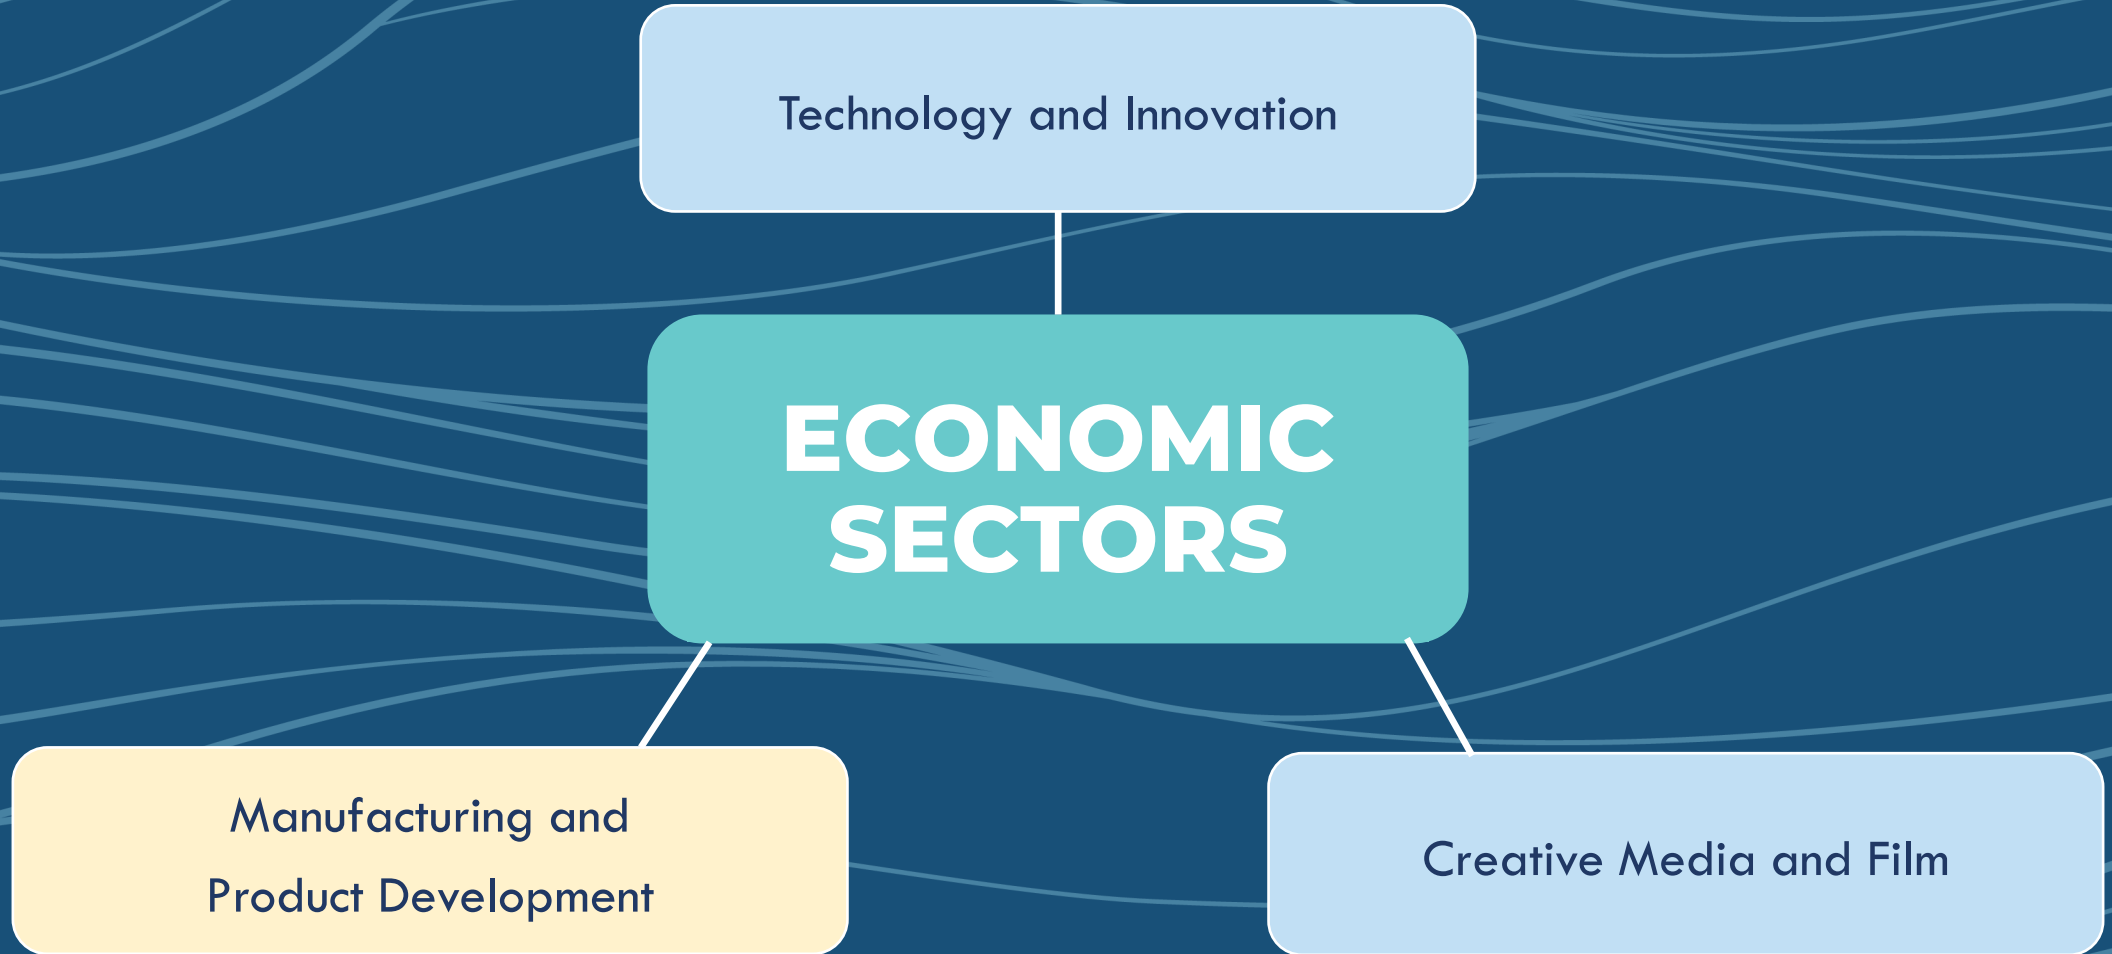 Technology and Innovation
ECONOMIC
SECTORS
Manufacturing and
Product Development
Creative Media and Film